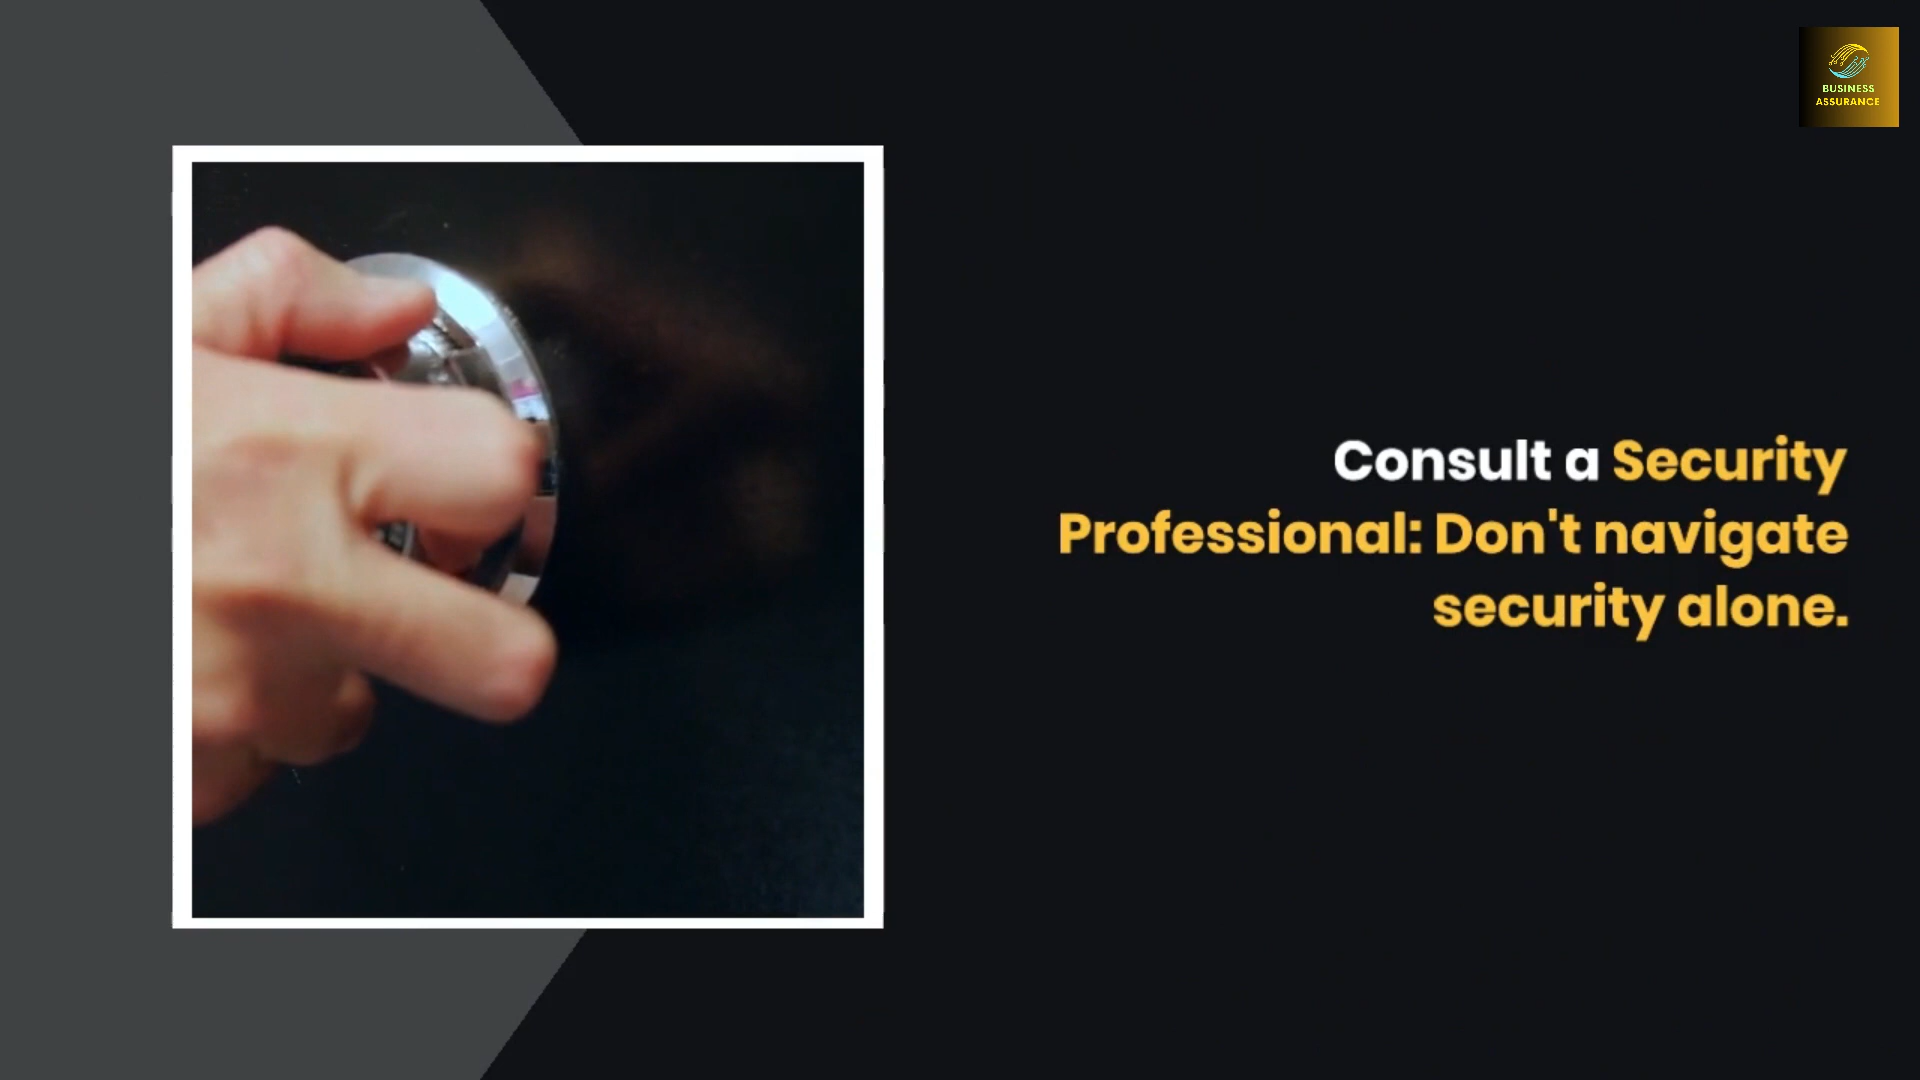 BUSINESS
ASSURANCE
Consult a Security
Professional: Don't navigate
security alone.